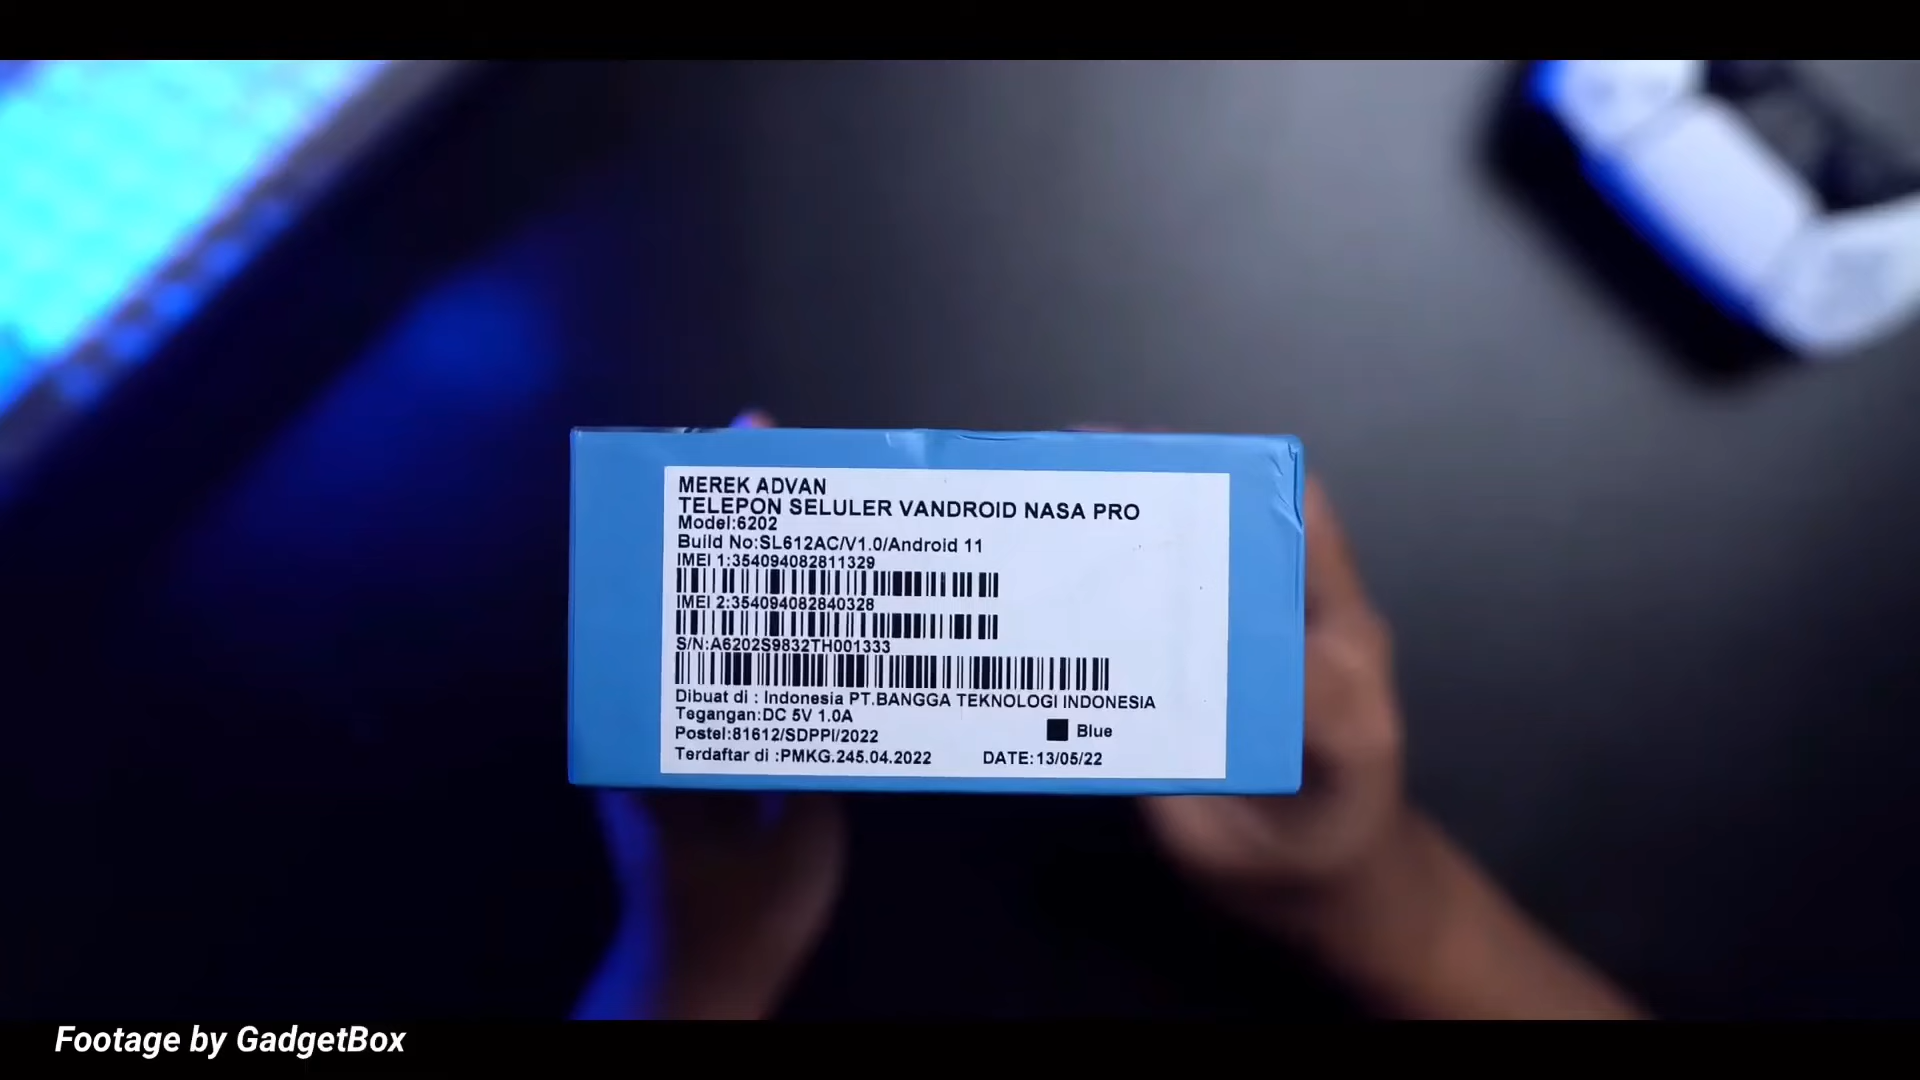 MEREK ADVAN
TELEPON SELULER VANDROID NASA PRO
Model:6202
Build No:SL612AC/V1.0/Android 11
IMEI 1:354094082811329
IMEI 2:354094082840328
S/N:A6202S9832TH001333
Dibuat di : Indonesia PT.BANGGA TEKNOLOGI INDONESIA
Tegangan:DC 5V 1.0A
Blue
Postel:81612/SDPPI/2022
Terdaftar di :PMKG.245.04.2022 DATE:13/05/22
Footage by GadgetBox